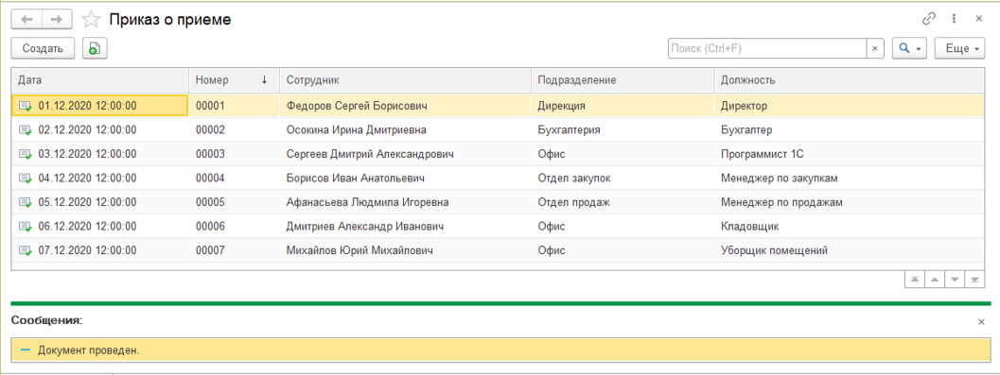 Приказ о приеме
Создать Поиск (Ctrl+F) × Еще
Дата Номер ↓ Сотрудник Подразделение Должность
01.12.2020 12:00:00 00001 Федоров Сергей Борисович Дирекция Директор
02.12.2020 12:00:00 00002 Осокина Ирина Дмитриевна Бухгалтерия Бухгалтер
03.12.2020 12:00:00 00003 Сергеев Дмитрий Александрович Офис Программист 1С
04.12.2020 12:00:00 00004 Борисов Иван Анатольевич Отдел закупок Менеджер по закупкам
05.12.2020 12:00:00 00005 Афанасьева Людмила Игоревна Отдел продаж Менеджер по продажам
06.12.2020 12:00:00 00006 Дмитриев Александр Иванович Офис Кладовщик
07.12.2020 12:00:00 00007 Михайлов Юрий Михайлович Офис Уборщик помещений
Сообщения:
Документ проведен.